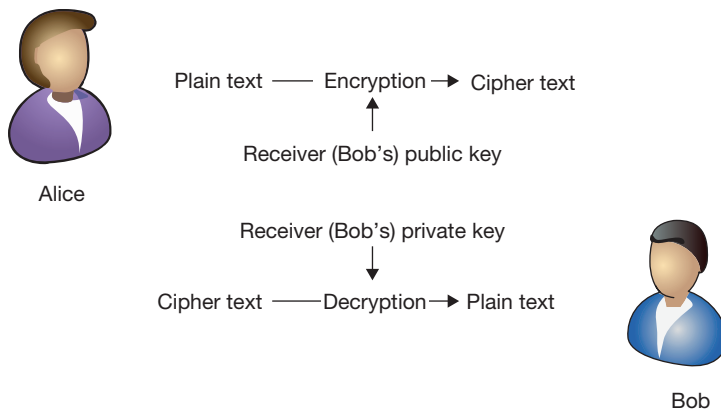 Plain text Encryption Cipher text
Receiver (Bob's) public key
Alice
Receiver (Bob's) private key
Cipher text Decryption Plain text
Bob